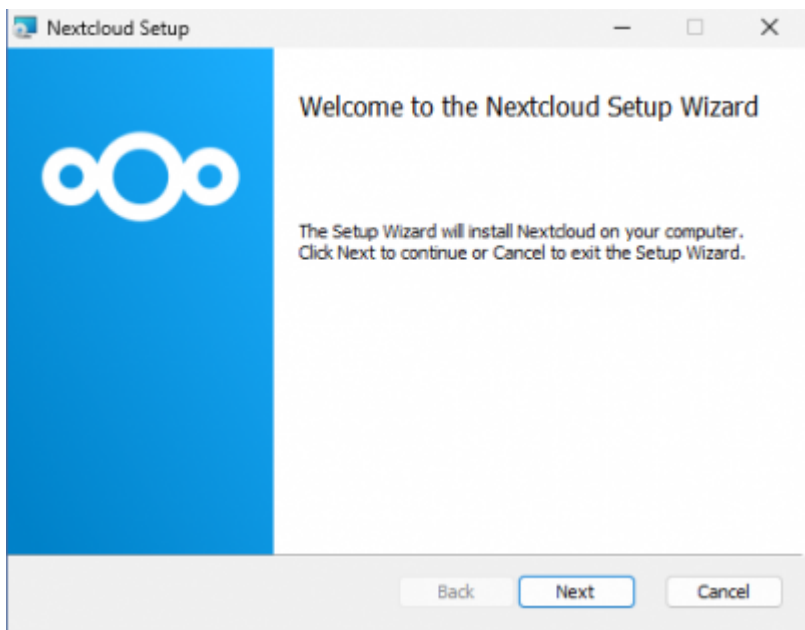 Nextcloud Setup
Welcome to the Nextcloud Setup Wizard
The Setup Wizard will install Nextcloud on your computer.
Click Next to continue or Cancel to exit the Setup Wizard.
Back Next Cancel